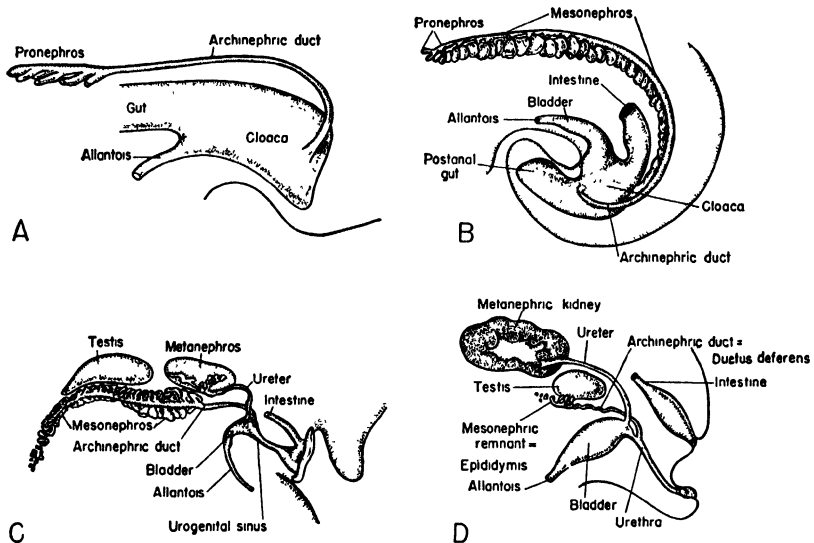 Pronephros
Archinephric duct
Gut
Cloaca
Allantois
A
Pronephros
Mesonephros
Intestine
Bladder
Allantois
Postanal
gut
Cloaca
B
Archinephric duct
Testis
Metanephros
Ureter
Intestine
Mesonephros
Archinephric duct
Bladder
Allantois
Urogenital sinus
C
Metanephric kidney
Ureter
Archinephric duct =
Ductus deferens
Testis
Intestine
Mesonephric
remnant =
Epididymis
Allantois
Bladder
Urethra
D